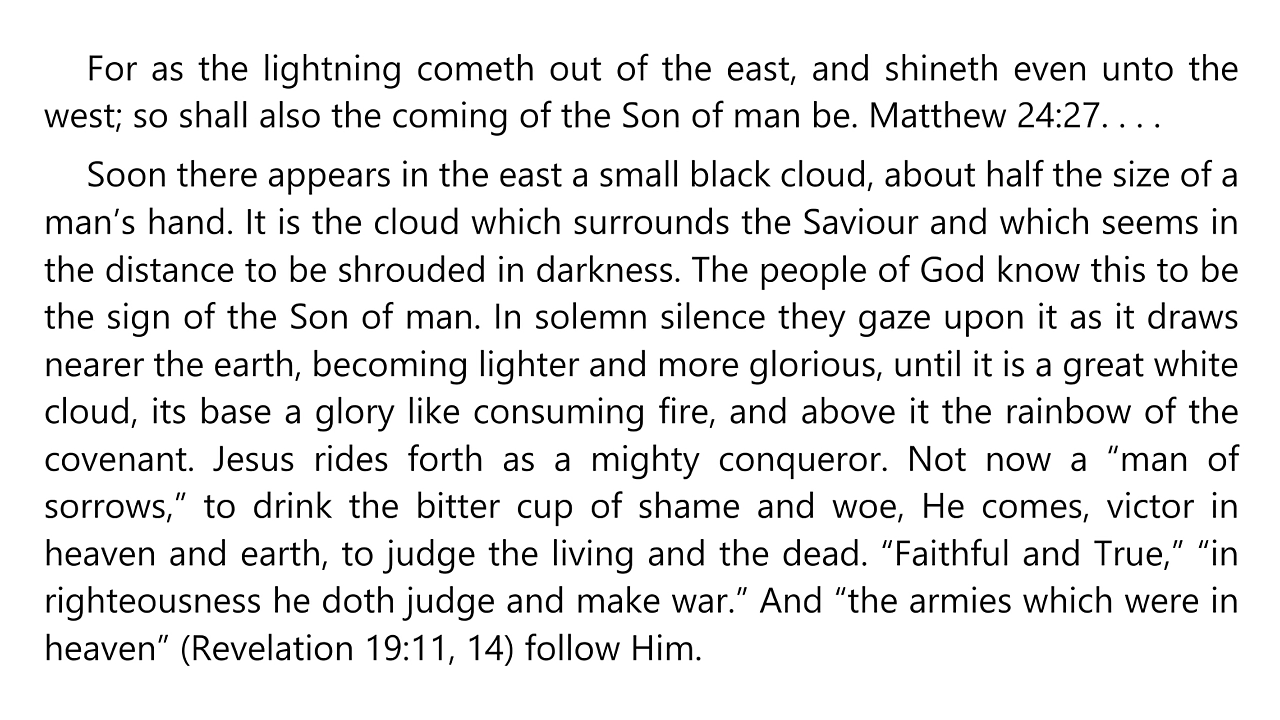 For as the lightning cometh out of the east, and shineth even unto the
west; so shall also the coming of the Son of man be. Matthew 24:27. . . .
Soon there appears in the east a small black cloud, about half the size of a
man’s hand. It is the cloud which surrounds the Saviour and which seems in
the distance to be shrouded in darkness. The people of God know this to be
the sign of the Son of man. In solemn silence they gaze upon it as it draws
nearer the earth, becoming lighter and more glorious, until it is a great white
cloud, its base a glory like consuming fire, and above it the rainbow of the
covenant. Jesus rides forth as a mighty conqueror. Not now a “man of
sorrows,” to drink the bitter cup of shame and woe, He comes, victor in
heaven and earth, to judge the living and the dead. “Faithful and True,” “in
righteousness he doth judge and make war.” And “the armies which were in
heaven” (Revelation 19:11, 14) follow Him.